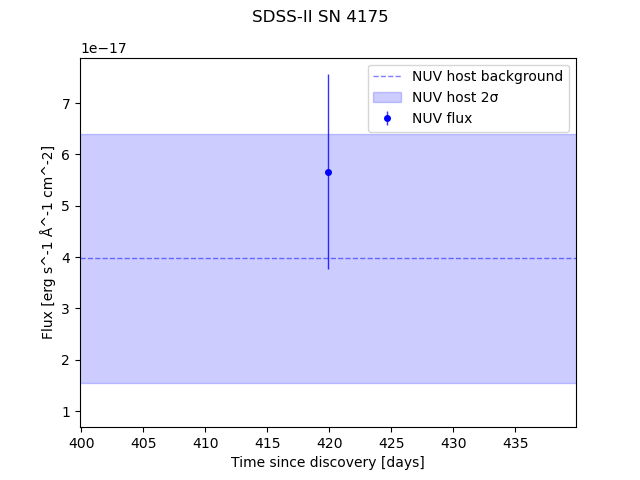 SDSS-II SN 4175
1e−17
NUV host background
NUV host 2σ
NUV flux
7
6
5
4
3
2
1
Flux [erg s^-1 Å^-1 cm^-2]
400 405 410 415 420 425 430 435
Time since discovery [days]